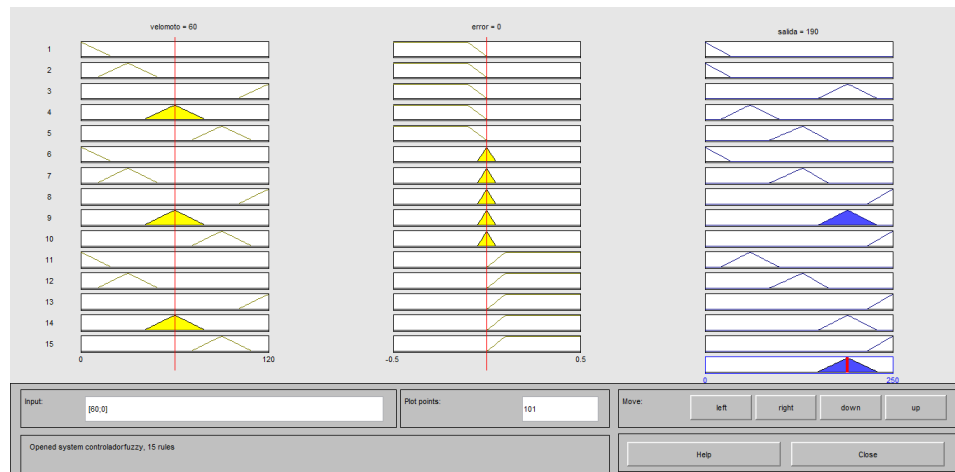 velomoto = 60
error = 0
salida = 190
1
2
3
4
5
6
7
8
9
10
11
12
13
14
15
0
120
-0.5
0.5
0
250
Input:
[60;0]
Plot points:
101
Move:
left
right
down
up
Opened system controladorfuzzy, 15 rules
Help
Close